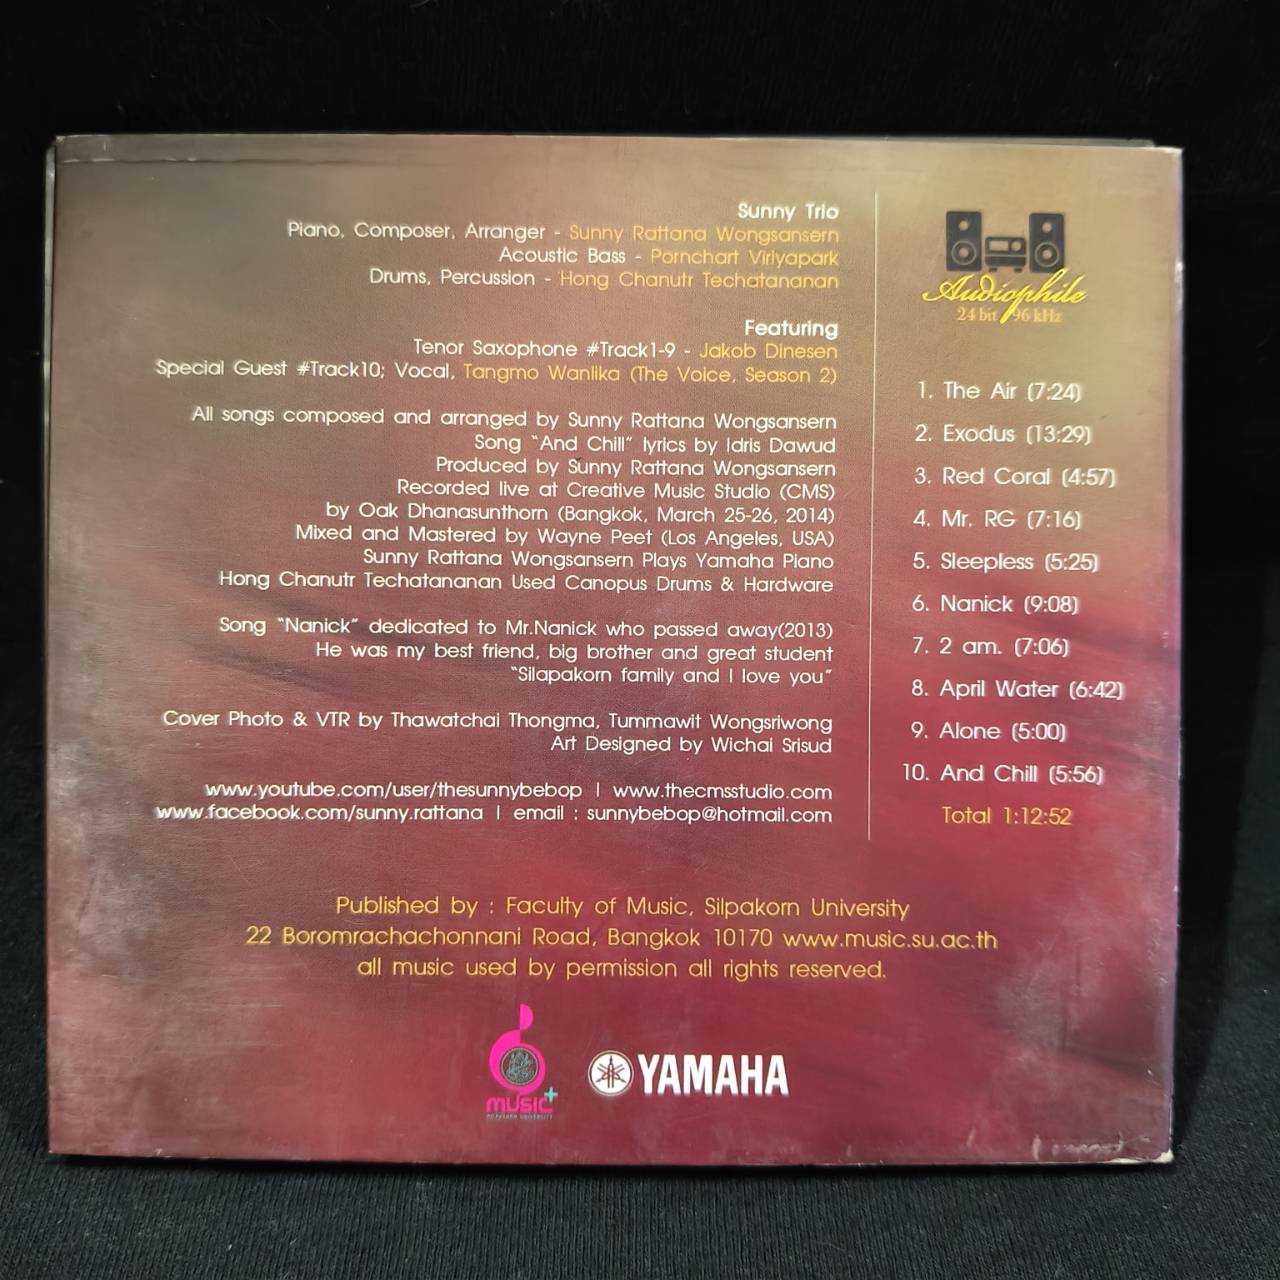 Sunny Trio
Piano, Composer, Arranger - Sunny Rattana Wongsansern
Acoustic Bass - Pornchart Viriyapark
Drums, Percussion - Hong Chanutr Techatananan
Featuring
Tenor Saxophone #Track1-9 - Jakob Dinesen
Special Guest #Track10; Vocal, Tangmo Wanlika (The Voice, Season 2)
All songs composed and arranged by Sunny Rattana Wongsansern
Song "And Chill" lyrics by Idris Dawud
Produced by Sunny Rattana Wongsansern
Recorded live at Creative Music Studio (CMS)
by Oak Dhanasunthorn (Bangkok, March 25-26, 2014)
Mixed and Mastered by Wayne Peet (Los Angeles, USA)
Sunny Rattana Wongsansern Plays Yamaha Piano
Hong Chanutr Techatananan Used Canopus Drums & Hardware
Song "Nanick" dedicated to Mr.Nanick who passed away(2013)
He was my best friend, big brother and great student
"Silapakorn family and I love you"
Cover Photo & VTR by Thawatchai Thongma, Tummawit Wongsriwong
Art Designed by Wichai Srisud
www.youtube.com/user/thesunnybebop | www.thecmsstudio.com
www.facebook.com/sunny.rattana | email : sunnybebop@hotmail.com
Audiophile
24 bit 96 kHz
1. The Air (7:24)
2. Exodus (13:29)
3. Red Coral (4:57)
4. Mr. RG (7:16)
5. Sleepless (5:25)
6. Nanick (9:08)
7. 2 am. (7:06)
8. April Water (6:42)
9. Alone (5:00)
10. And Chill (5:56)
Total 1:12:52
Published by : Faculty of Music, Silpakorn University
22 Boromrachachonnani Road, Bangkok 10170 www.music.su.ac.th
all music used by permission all rights reserved.
music+
SILPAKORN UNIVERSITY
YAMAHA